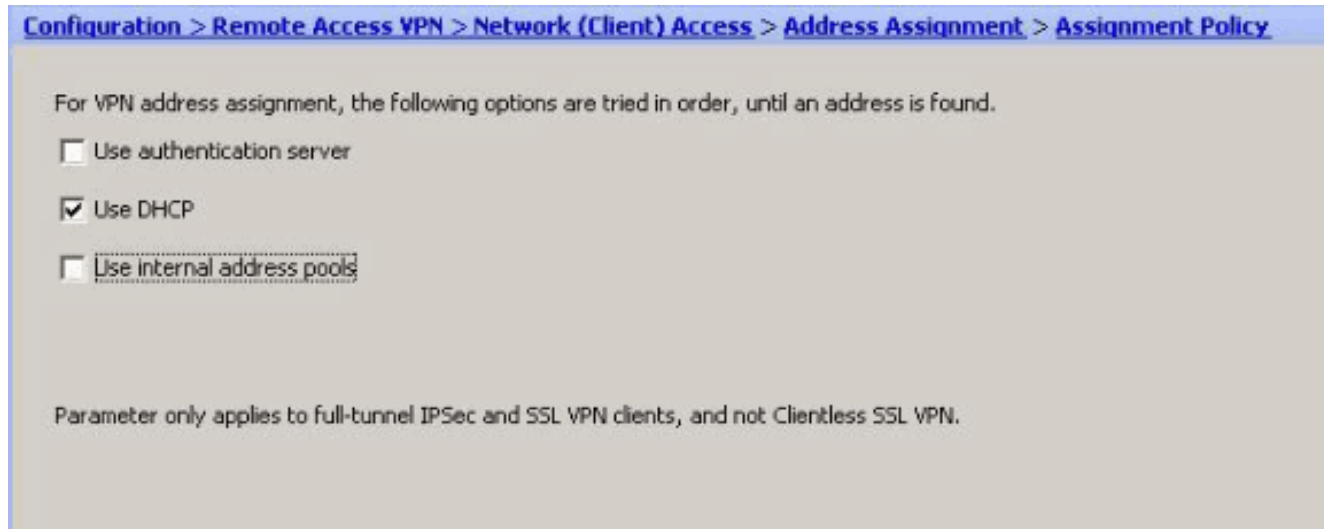 Configuration > Remote Access VPN > Network (Client) Access > Address Assignment > Assignment Policy
For VPN address assignment, the following options are tried in order, until an address is found.
Use authentication server
Use DHCP
Use internal address pools
Parameter only applies to full-tunnel IPSec and SSL VPN clients, and not Clientless SSL VPN.